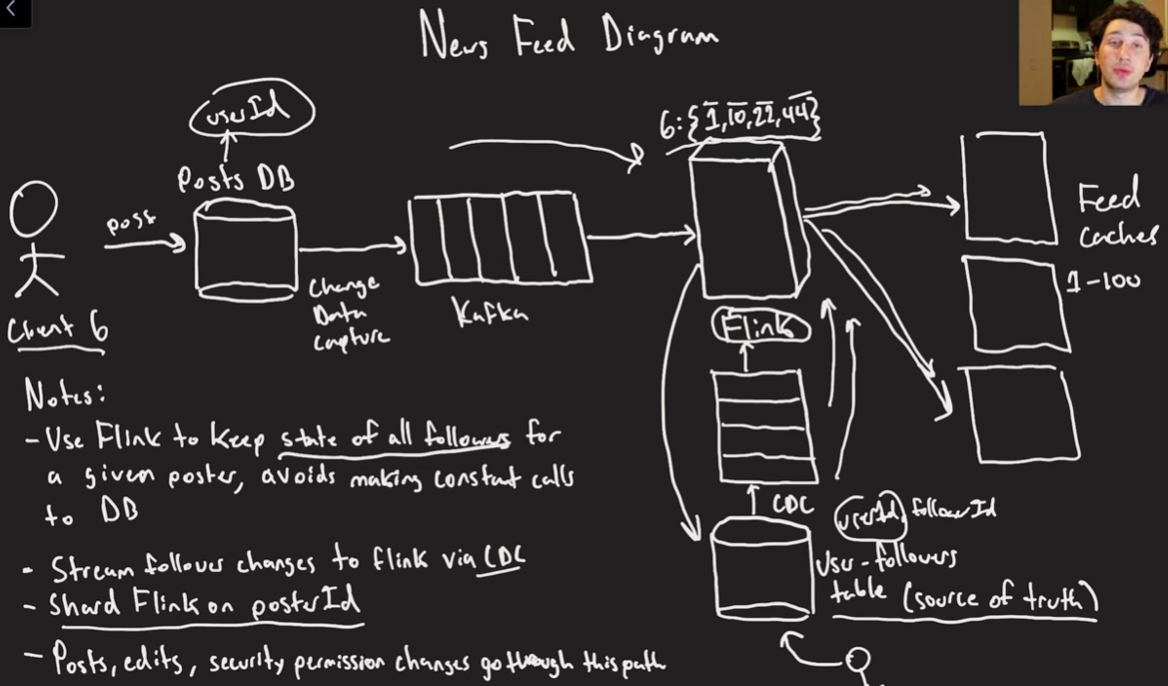 News Feed Diagram
userId
Posts DB
post
Client 6
Change
Data
Capture
Kafka
6:{1,10,22,44}
Flink
Feed
caches
1-100
CDC
userId, followerId
User-followers
table (source of truth)
Notes:
- Use Flink to keep state of all followers for
a given poster, avoids making constant calls
to DB
- Stream follower changes to flink via CDC
- Shard Flink on posterId
- Posts, edits, security permission changes go through this path